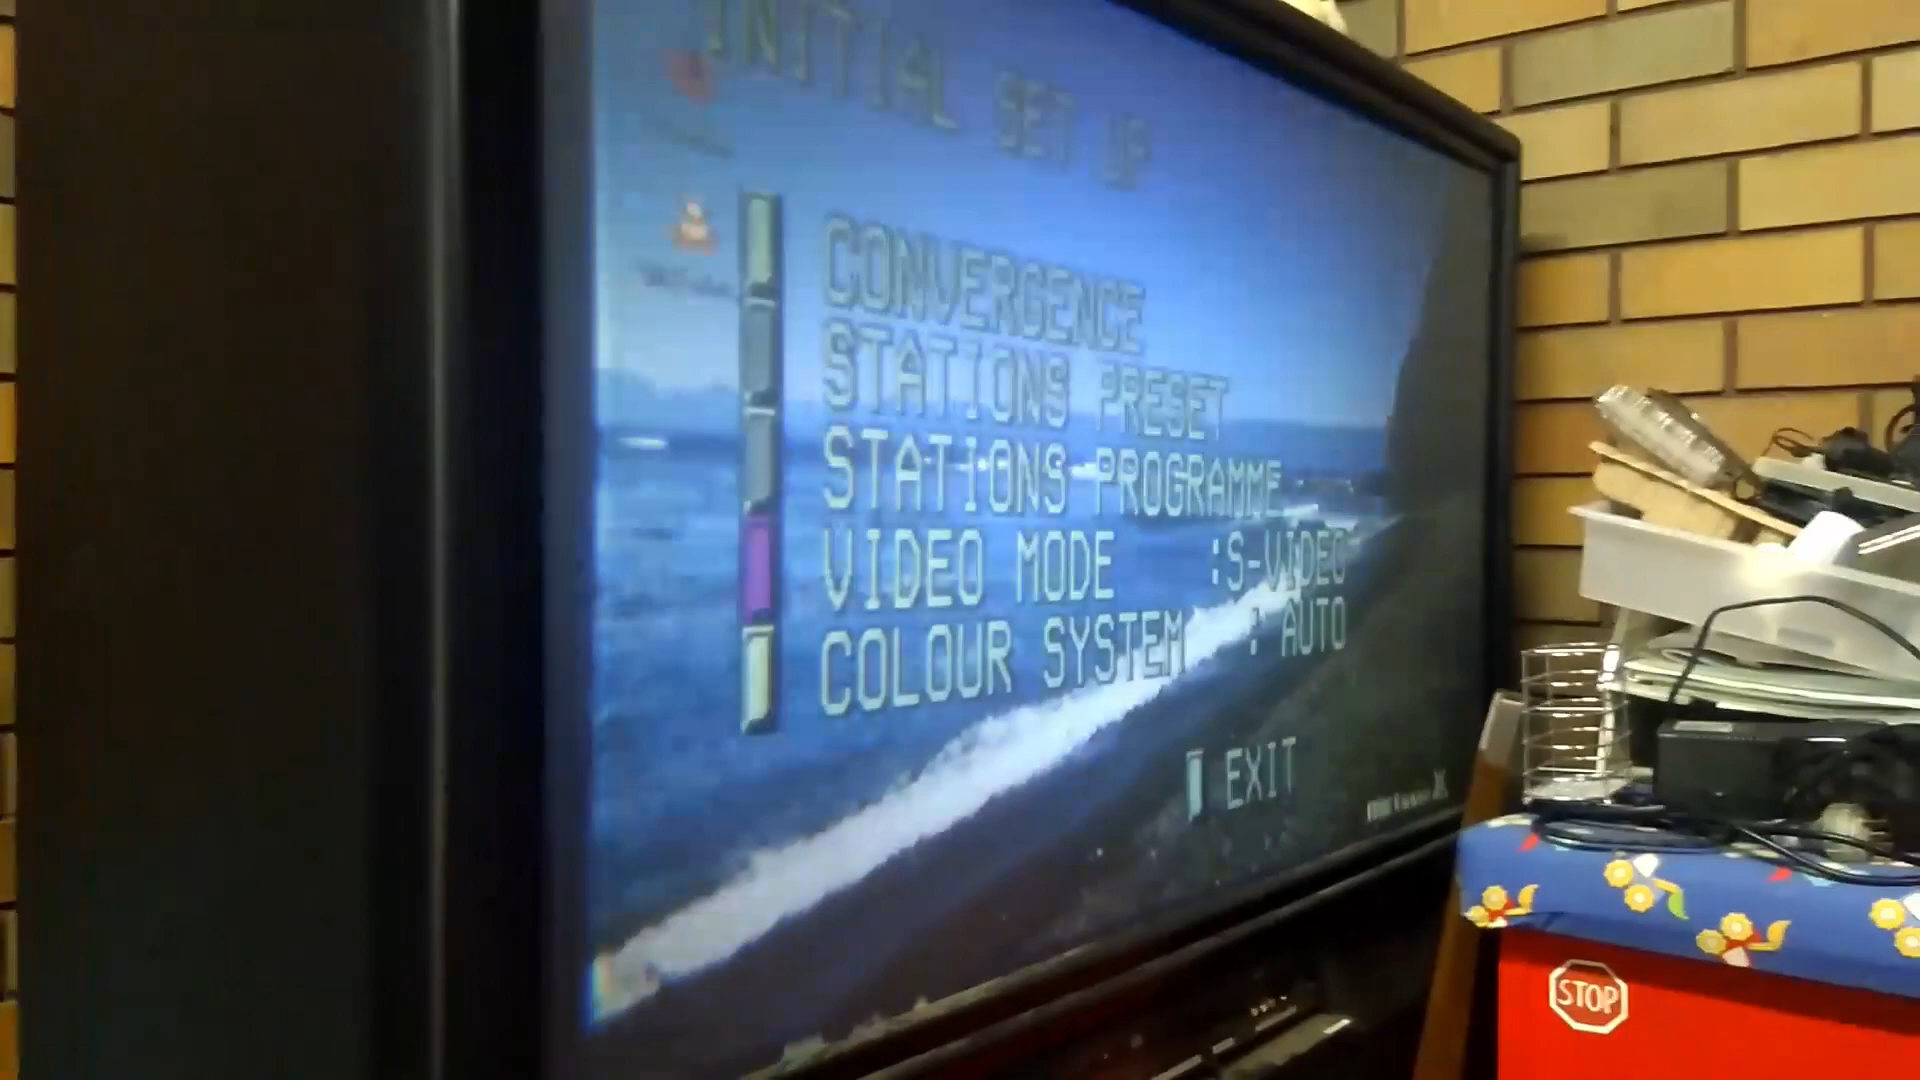 INITIAL SET UP
CONVERGENCE
STATIONS PRESET
STATIONS PROGRAMME
VIDEO MODE :S-VIDEO
COLOUR SYSTEM : AUTO
EXIT
STOP